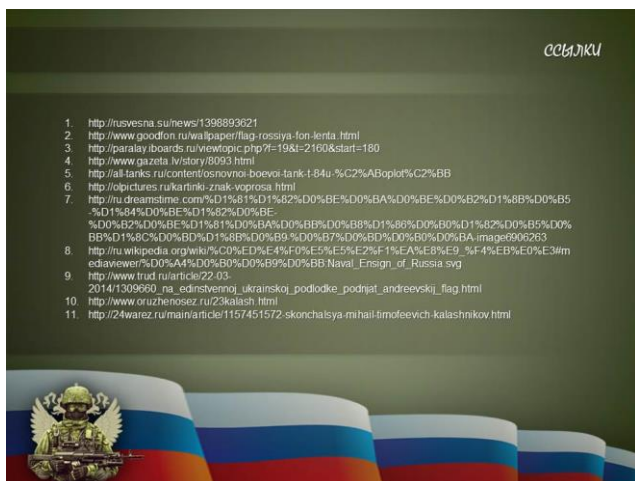 ссылки
1. http://rusvesna.su/news/1398893621
2. http://www.goodfon.ru/wallpaper/flag-rossiya-fon-lenta.html
3. http://paralay.iboards.ru/viewtopic.php?f=19&t=2160&start=180
4. http://www.gazeta.lv/story/8093.html
5. http://all-tanks.ru/content/osnovnoi-boevoi-tank-t-84u-%C2%ABoplot%C2%BB
6. http://olpictures.ru/kartinki-znak-voprosa.html
7. http://ru.dreamstime.com/%D1%81%D1%82%D0%BE%D0%BA%D0%BE%D0%B2%D1%8B%D0%B5
-%D1%84%D0%BE%D1%82%D0%BE-
%D0%B2%D0%BE%D1%81%D0%BA%D0%BB%D0%B8%D1%86%D0%B0%D1%82%D0%B5%D0%
BB%D1%8C%D0%BD%D1%8B%D0%B9-%D0%B7%D0%BD%D0%B0%D0%BA-image6906263
8. http://ru.wikipedia.org/wiki/%C0%ED%E4%F0%E5%E5%E2%F1%EA%E8%E9_%F4%EB%E0%E3#m
ediaviewer/%D0%A4%D0%B0%D0%B9%D0%BB:Naval_Ensign_of_Russia.svg
9. http://www.trud.ru/article/22-03-
2014/1309660_na_edinstvennoj_ukrainskoj_podlodke_podnjat_andreevskij_flag.html
10. http://www.oruzhenosez.ru/23kalash.html
11. http://24warez.ru/main/article/1157451572-skonchalsya-mihail-timofeevich-kalashnikov.html